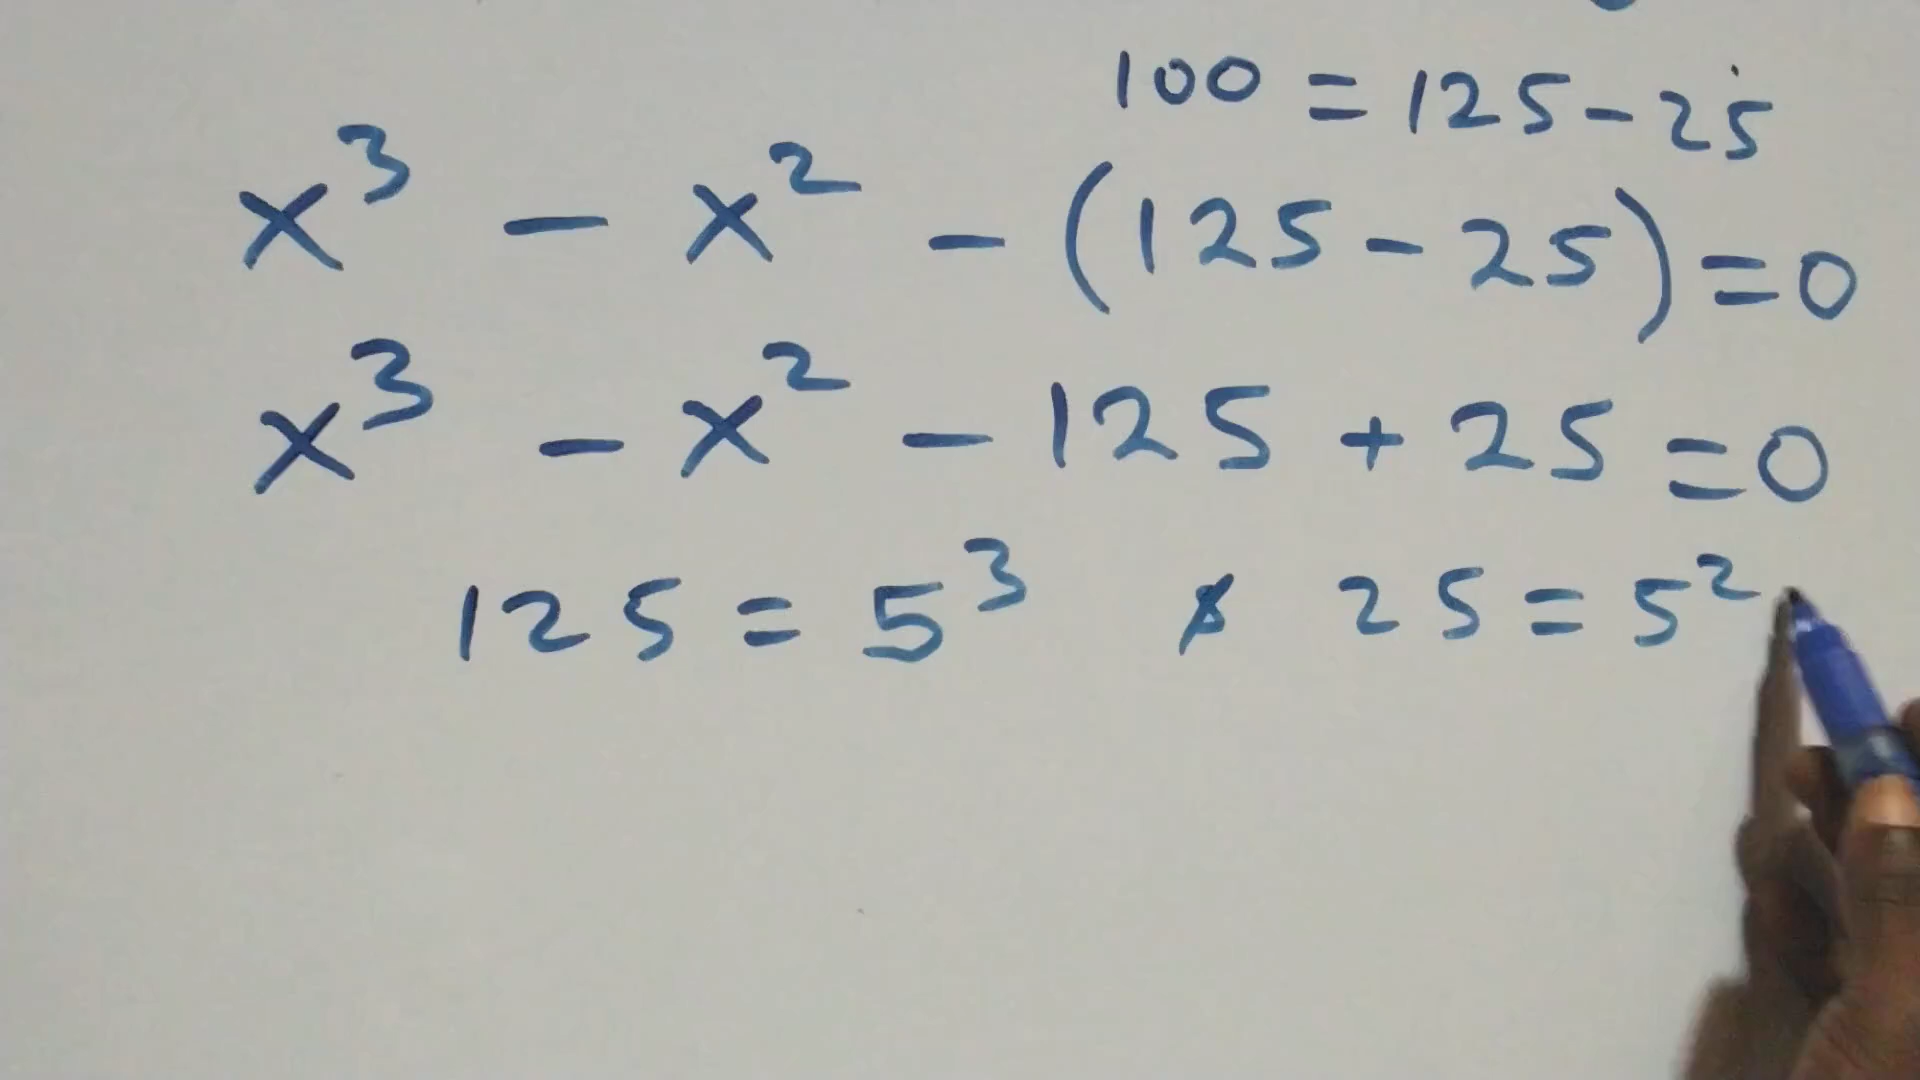 100 = 125 - 25
x³ - x² - (125 - 25) = 0
x³ - x² - 125 + 25 = 0
125 = 5³ & 25 = 5²